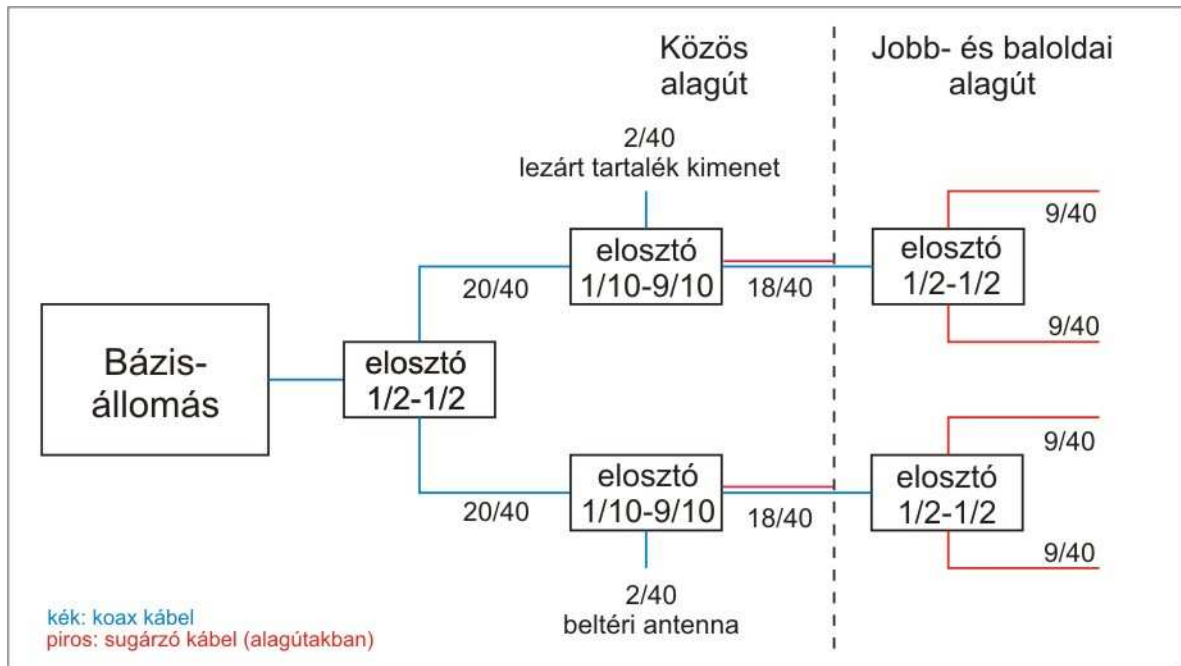 Közös
alagút
Jobb- és baloldai
alagút
2/40
lezárt tartalék kimenet
9/40
elosztó
1/10-9/10
elosztó
1/2-1/2
20/40
18/40
9/40
Bázis-
állomás
elosztó
1/2-1/2
9/40
elosztó
1/10-9/10
elosztó
1/2-1/2
20/40
18/40
9/40
2/40
beltéri antenna
kék: koax kábel
piros: sugárzó kábel (alagútakban)